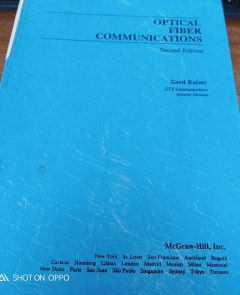 OPTICAL
FIBER
COMMUNICATIONS
Second Edition
Gerd Keiser
GTE Communications
Systems Division
McGraw-Hill, Inc.
New York St. Louis San Francisco Auckland Bogotá
Caracas Hamburg Lisbon London Madrid Mexico Milan Montreal
New Delhi Paris San Juan São Paulo Singapore Sydney Tokyo Toronto
SHOT ON OPPO